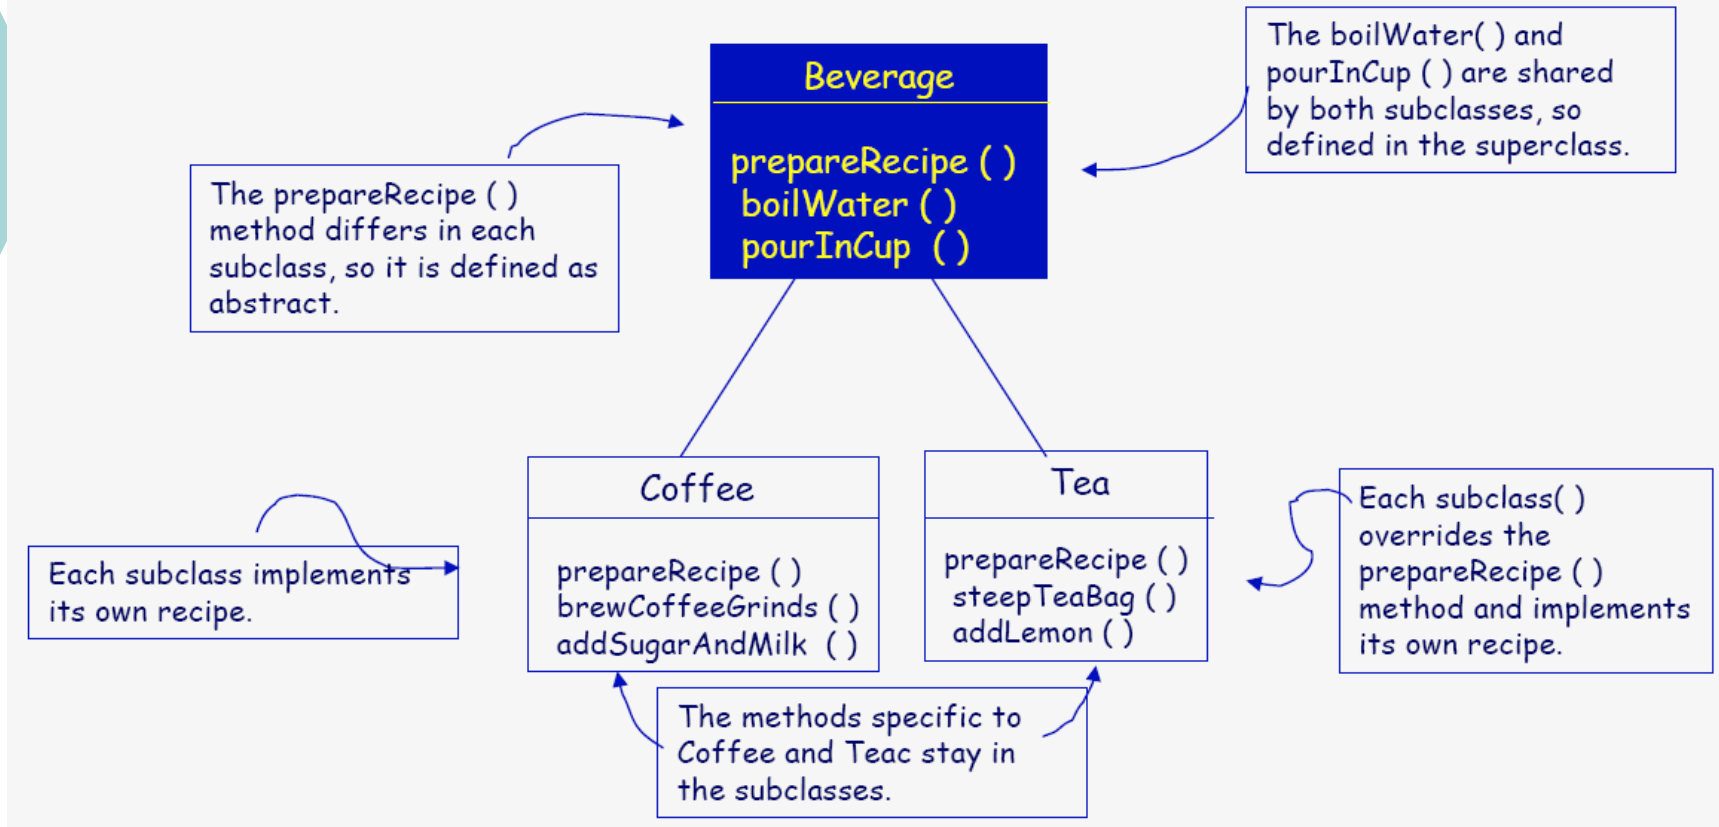 The boilWater( ) and
pourInCup ( ) are shared
by both subclasses, so
defined in the superclass.
Beverage
prepareRecipe ( )
boilWater ( )
pourInCup ( )
The prepareRecipe ( )
method differs in each
subclass, so it is defined as
abstract.
Coffee
prepareRecipe ( )
brewCoffeeGrinds ( )
addSugarAndMilk ( )
Tea
prepareRecipe ( )
steepTeaBag ( )
addLemon ( )
Each subclass( )
overrides the
prepareRecipe ( )
method and implements
its own recipe.
Each subclass implements
its own recipe.
The methods specific to
Coffee and Teac stay in
the subclasses.